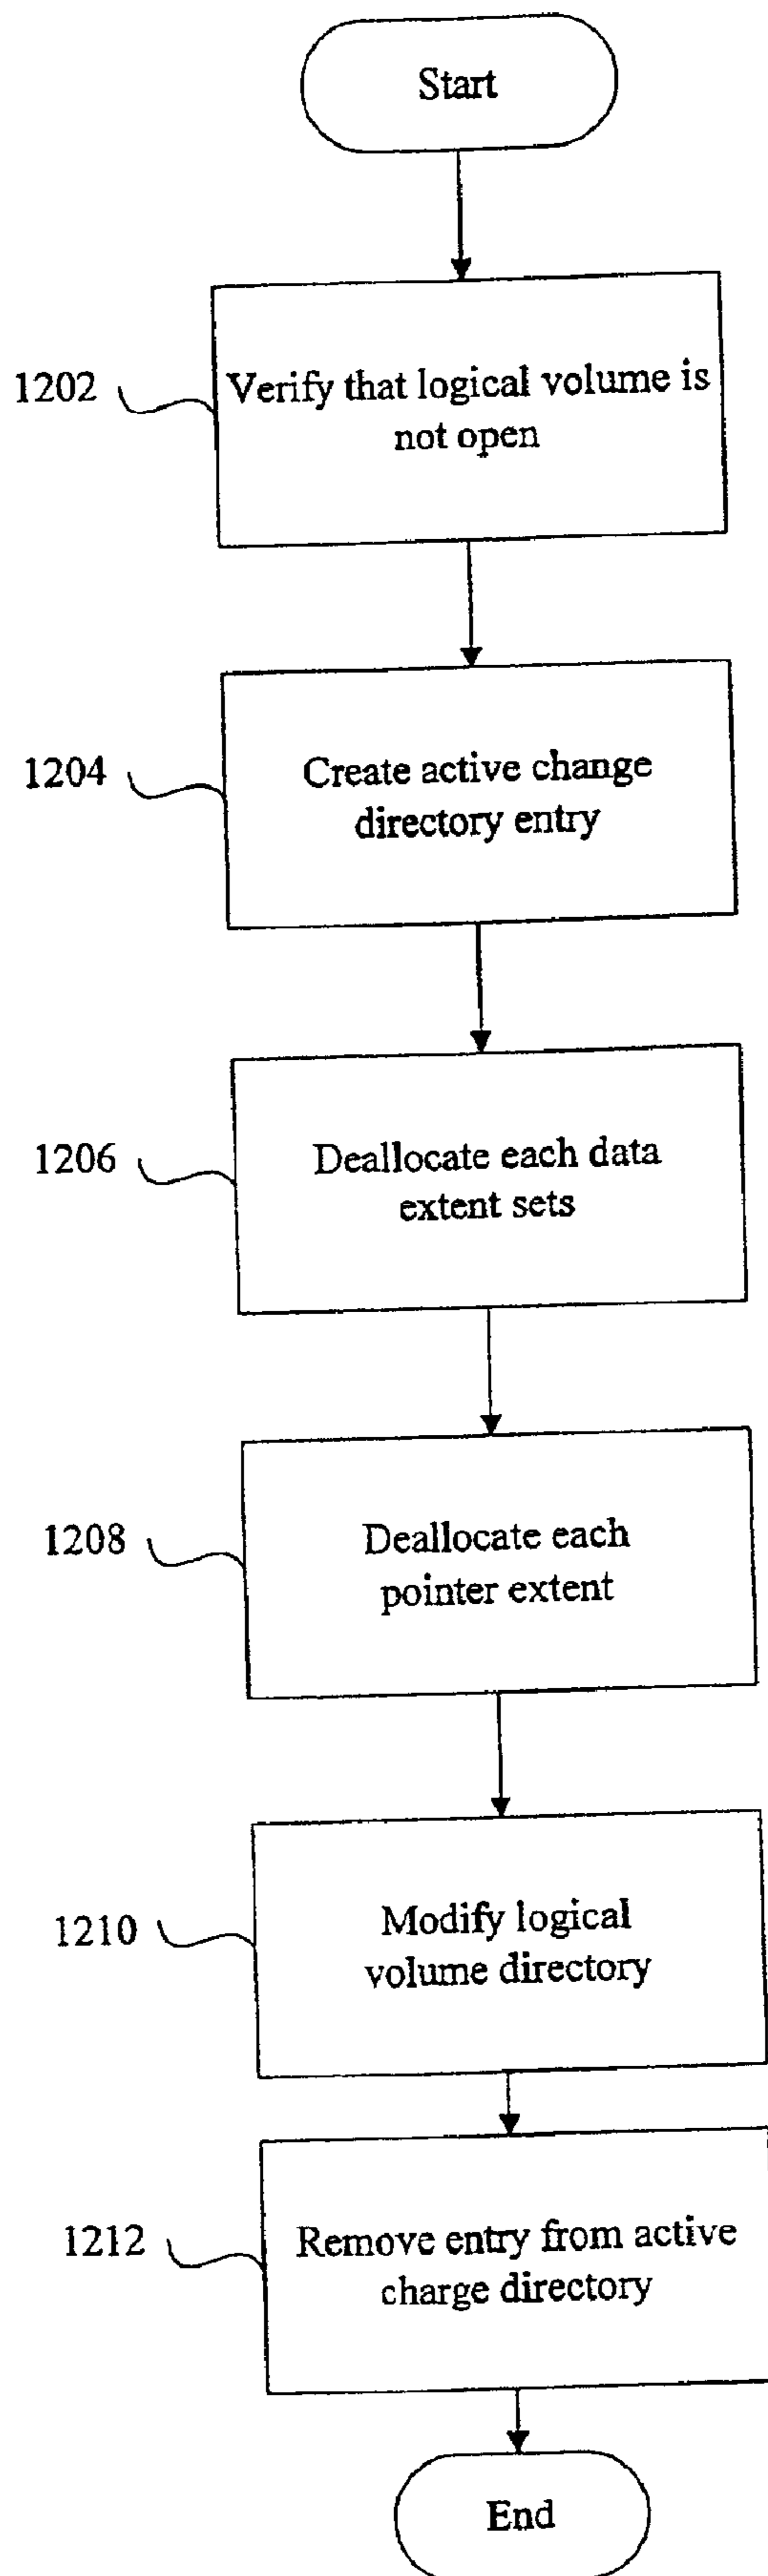 Start
1202
Verify that logical volume is
not open
1204
Create active change
directory entry
1206
Deallocate each data
extent sets
1208
Deallocate each
pointer extent
1210
Modify logical
volume directory
1212
Remove entry from active
charge directory
End